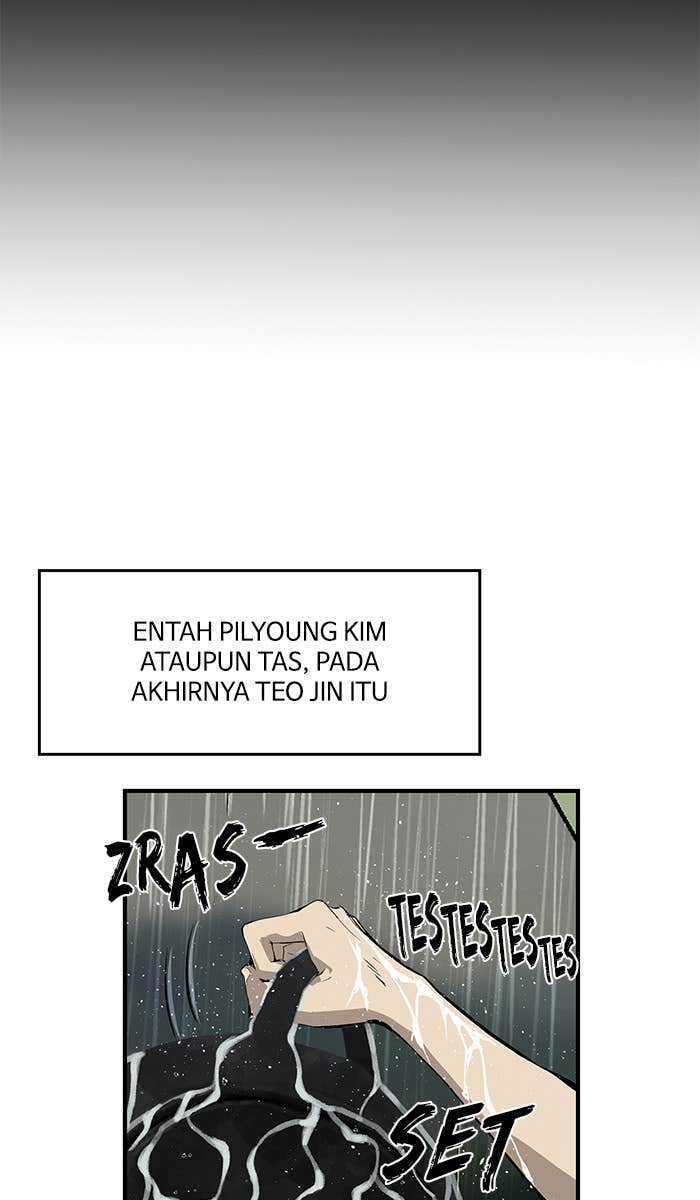 ENTAH PILYOUNG KIM
ATAUPUN TAS, PADA
AKHIRNYA TEO JIN ITU
ZRAS-
TESTESTESTES
SET